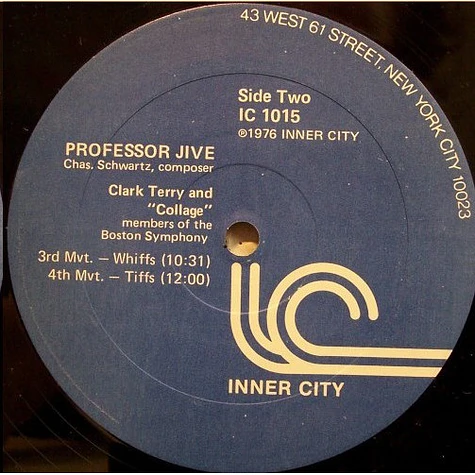 43 WEST 61 STREET, NEW YORK CITY 10023
Side Two
IC 1015
℗1976 INNER CITY
PROFESSOR JIVE
Chas. Schwartz, composer
Clark Terry and
"Collage"
members of the
Boston Symphony
3rd Mvt. — Whiffs (10:31)
4th Mvt. — Tiffs (12:00)
IC
INNER CITY